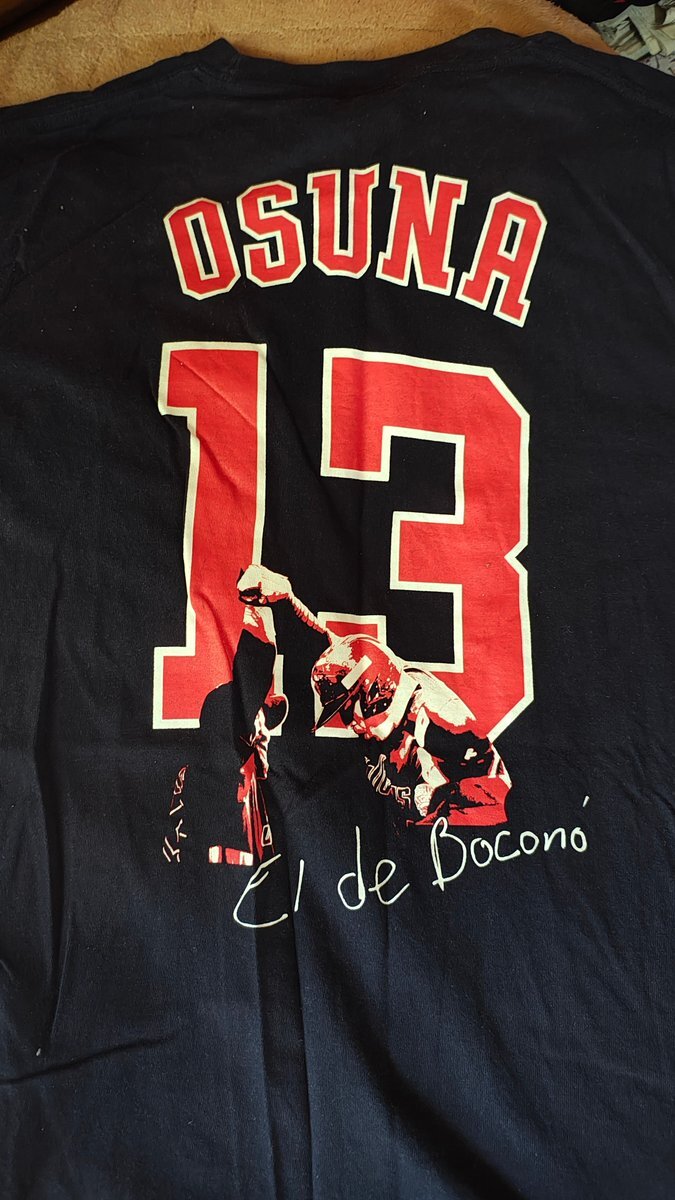 OSUNA
13
El de Boconó